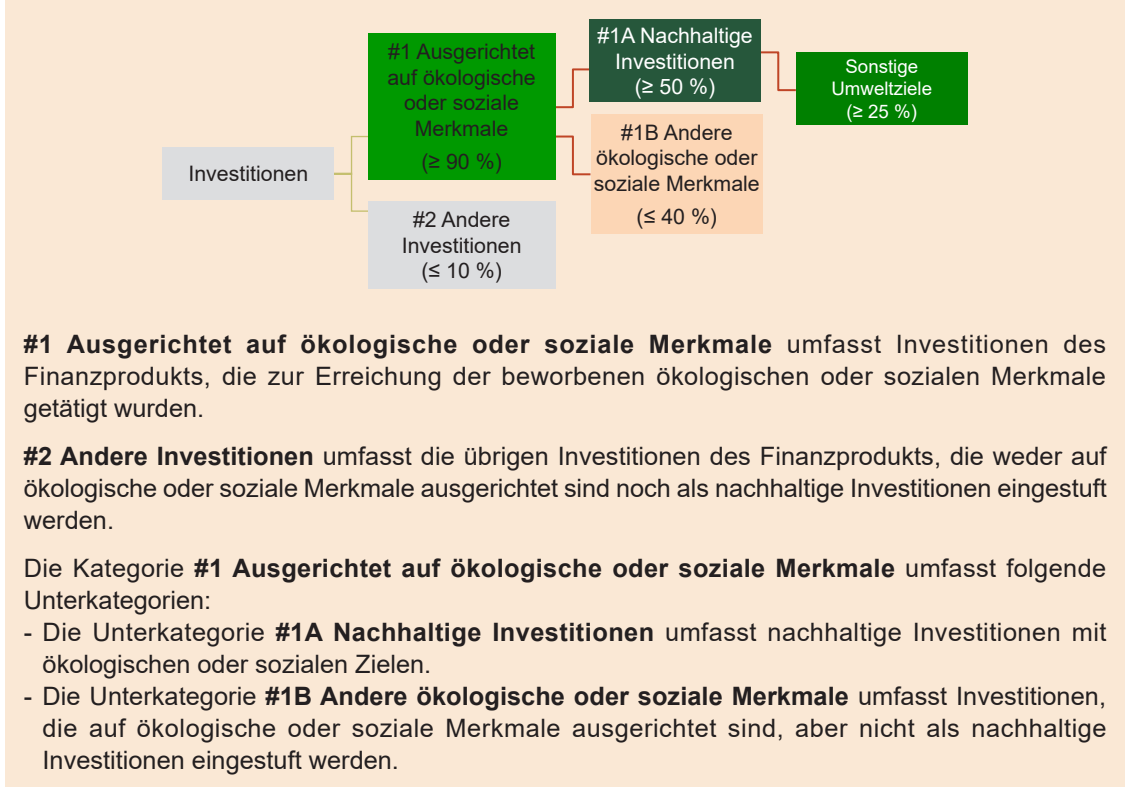 #1 Ausgerichtet
auf ökologische
oder soziale
Merkmale
(≥ 90 %)
#1A Nachhaltige
Investitionen
(≥ 50 %)
Sonstige
Umweltziele
(≥ 25 %)
#1B Andere
ökologische oder
soziale Merkmale
(≤ 40 %)
Investitionen
#2 Andere
Investitionen
(≤ 10 %)
#1 Ausgerichtet auf ökologische oder soziale Merkmale umfasst Investitionen des
Finanzprodukts, die zur Erreichung der beworbenen ökologischen oder sozialen Merkmale
getätigt wurden.
#2 Andere Investitionen umfasst die übrigen Investitionen des Finanzprodukts, die weder auf
ökologische oder soziale Merkmale ausgerichtet sind noch als nachhaltige Investitionen eingestuft
werden.
Die Kategorie #1 Ausgerichtet auf ökologische oder soziale Merkmale umfasst folgende
Unterkategorien:
- Die Unterkategorie #1A Nachhaltige Investitionen umfasst nachhaltige Investitionen mit
ökologischen oder sozialen Zielen.
- Die Unterkategorie #1B Andere ökologische oder soziale Merkmale umfasst Investitionen,
die auf ökologische oder soziale Merkmale ausgerichtet sind, aber nicht als nachhaltige
Investitionen eingestuft werden.